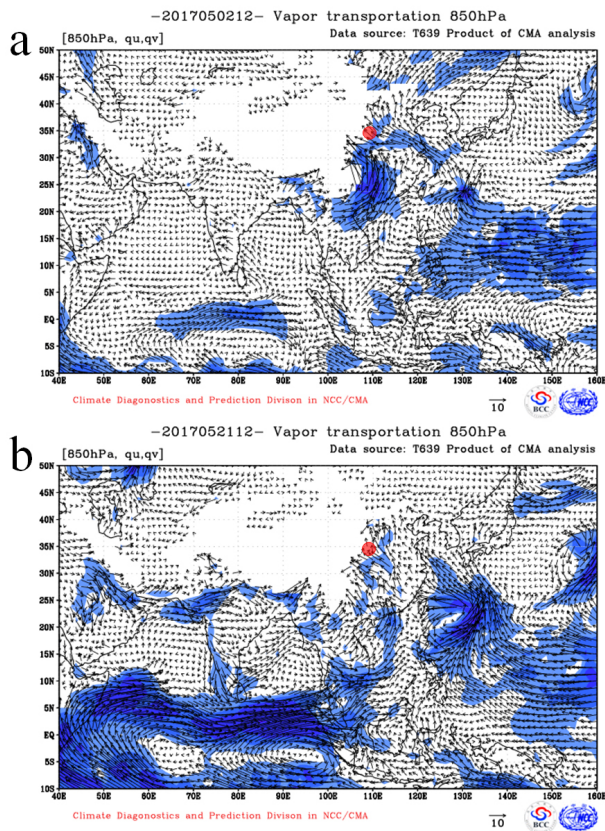 a
-2017050212- Vapor transportation 850hPa
[850hPa, qu,qv]
Data source: T639 Product of CMA analysis
50N
45N
40N
35N
30N
25N
20N
15N
10N
5N
EQ
5S
10S
40E 50E 60E 70E 80E 90E 100E 110E 120E 130E 140E 150E 160E
Climate Diagonostics and Prediction Divison in NCC/CMA
10
BCC
NCC
b
-2017052112- Vapor transportation 850hPa
[850hPa, qu,qv]
Data source: T639 Product of CMA analysis
50N
45N
40N
35N
30N
25N
20N
15N
10N
5N
EQ
5S
10S
40E 50E 60E 70E 80E 90E 100E 110E 120E 130E 140E 150E 160E
Climate Diagonostics and Prediction Divison in NCC/CMA
10
BCC
NCC